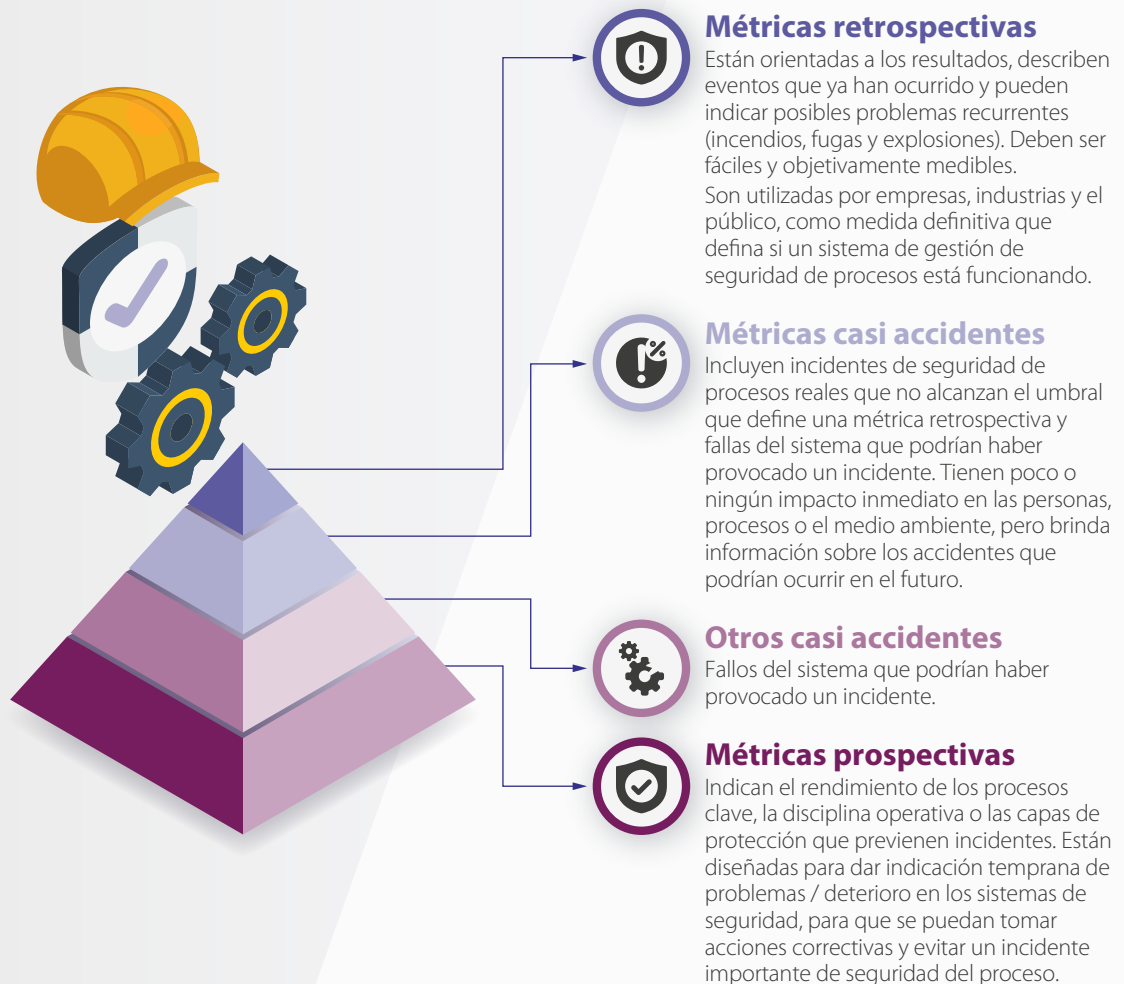 Métricas retrospectivas
Están orientadas a los resultados, describen
eventos que ya han ocurrido y pueden
indicar posibles problemas recurrentes
(incendios, fugas y explosiones). Deben ser
fáciles y objetivamente medibles.
Son utilizadas por empresas, industrias y el
público, como medida definitiva que
defina si un sistema de gestión de
seguridad de procesos está funcionando.
Métricas casi accidentes
Incluyen incidentes de seguridad de
procesos reales que no alcanzan el umbral
que define una métrica retrospectiva y
fallas del sistema que podrían haber
provocado un incidente. Tienen poco o
ningún impacto inmediato en las personas,
procesos o el medio ambiente, pero brinda
información sobre los accidentes que
podrían ocurrir en el futuro.
Otros casi accidentes
Fallos del sistema que podrían haber
provocado un incidente.
Métricas prospectivas
Indican el rendimiento de los procesos
clave, la disciplina operativa o las capas de
protección que previenen incidentes. Están
diseñadas para dar indicación temprana de
problemas / deterioro en los sistemas de
seguridad, para que se puedan tomar
acciones correctivas y evitar un incidente
importante de seguridad del proceso.